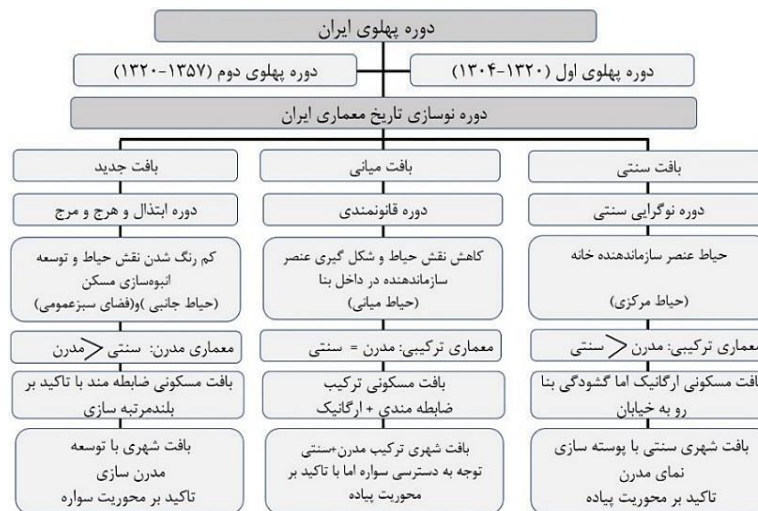 دوره پهلوی ایران
دوره پهلوی اول (۱۳۲۰-۱۳۰۴)
دوره پهلوی دوم (۱۳۵۷-۱۳۲۰)
دوره نوسازی تاریخ معماری ایران
بافت سنتی
بافت میانی
بافت جدید
دوره نوگرایی سنتی
دوره قانونمندی
دوره ابتذال و هرج و مرج
حیاط عنصر سازماندهنده خانه
(حیاط مرکزی)
کاهش نقش حیاط و شکل گیری عنصر
سازماندهنده در داخل بنا
(حیاط میانی)
کم رنگ شدن نقش حیاط و توسعه
انبوه‌سازی مسکن
(حیاط جانبی )و(فضای سبزعمومی)
معماری ترکیبی: مدرن > سنتی
معماری ترکیبی: مدرن = سنتی
معماری مدرن: سنتی < مدرن
بافت مسکونی ارگانیک اما گشودگی بنا
رو به خیابان
بافت مسکونی ترکیب
ضابطه مندی + ارگانیک
بافت مسکونی ضابطه مند با تاکید بر
بلندمرتبه سازی
بافت شهری سنتی با پوسته سازی
نمای مدرن
تاکید بر محوریت پیاده
بافت شهری ترکیب مدرن+سنتی
توجه به دسترسی سواره اما با تاکید بر
محوریت پیاده
بافت شهری با توسعه
مدرن سازی
تاکید بر محوریت سواره